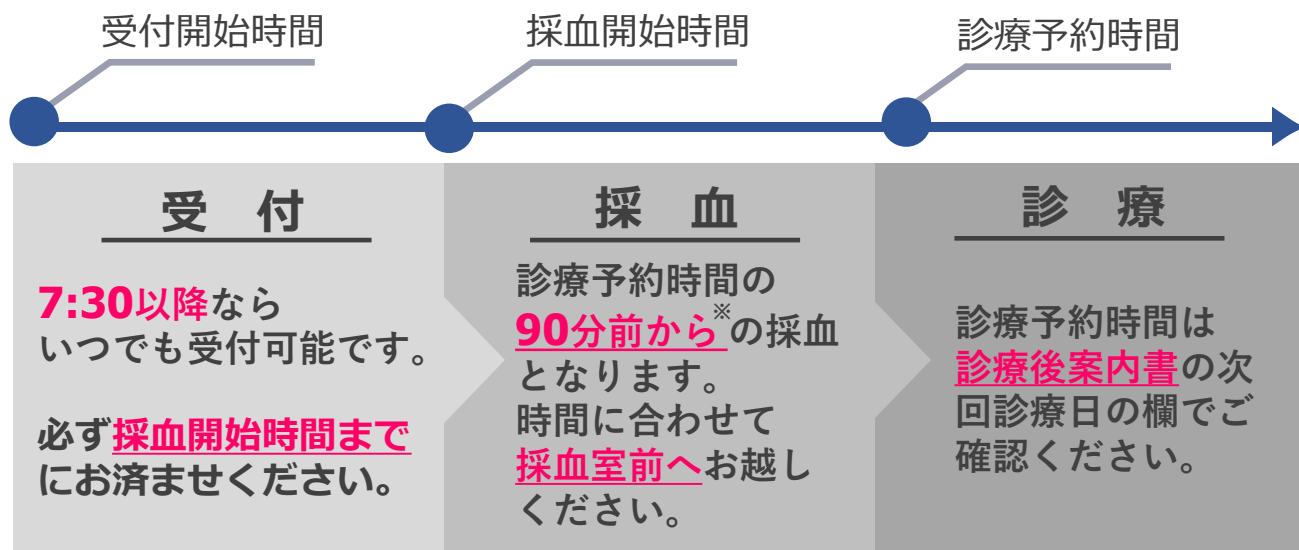 受付開始時間
採血開始時間
診療予約時間
受 付
7:30以降なら
いつでも受付可能です。
必ず採血開始時間まで
にお済ませください。
採 血
診療予約時間の
90分前から※の採血
となります。
時間に合わせて
採血室前へお越し
ください。
診 療
診療予約時間は
診療後案内書の次
回診療日の欄でご
確認ください。